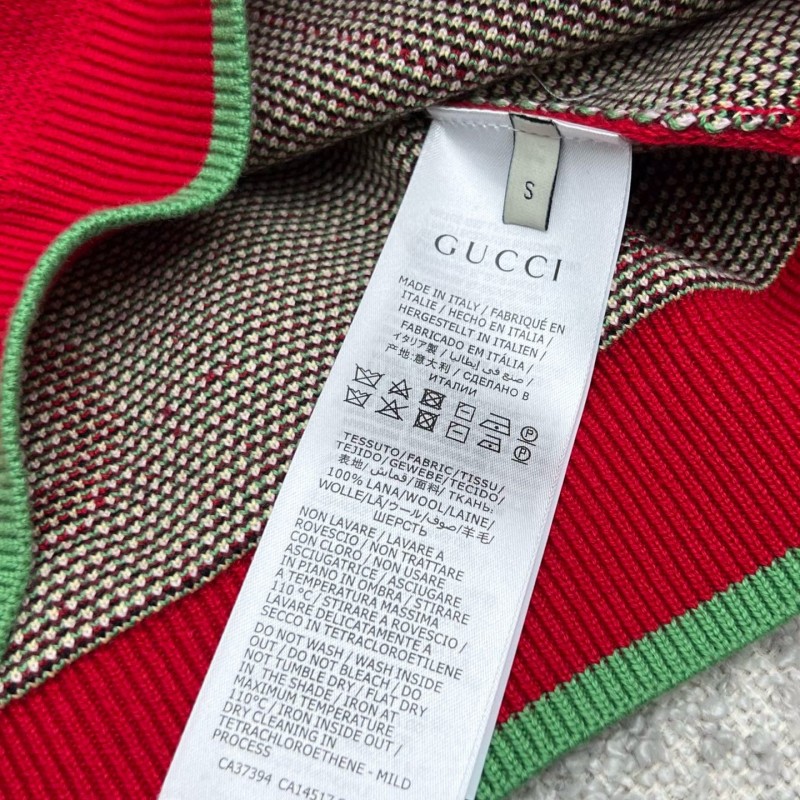 S
GUCCI
MADE IN ITALY / FABRIQUÉ EN
ITALIE / HECHO EN ITALIA /
HERGESTELLT IN ITALIEN /
FABRICADO EM ITÁLIA /
イタリア製 / صنع في إيطاليا /
产地:意大利 / СДЕЛАНО В
ИТАЛИИ
TESSUTO/FABRIC/TISSU/
TEJIDO/GEWEBE/TECIDO/
表地/قماش/面料/ТКАНЬ:
100% LANA/WOOL/LAINE/
WOLLE/LÃ/ウール/صوف/羊毛/
ШЕРСТЬ
NON LAVARE / LAVARE A
ROVESCIO / NON TRATTARE
CON CLORO / NON USARE
ASCIUGATRICE / ASCIUGARE
IN PIANO IN OMBRA / STIRARE
A TEMPERATURA MASSIMA
110 °C / STIRARE A ROVESCIO /
LAVARE DELICATAMENTE A
SECCO IN TETRACLOROETILENE
DO NOT WASH / WASH INSIDE
OUT / DO NOT BLEACH / DO
NOT TUMBLE DRY / FLAT DRY
IN THE SHADE / IRON AT
MAXIMUM TEMPERATURE
110°C / IRON INSIDE OUT /
DRY CLEANING IN
TETRACHLOROETHENE - MILD
PROCESS
CA37394 CA14517